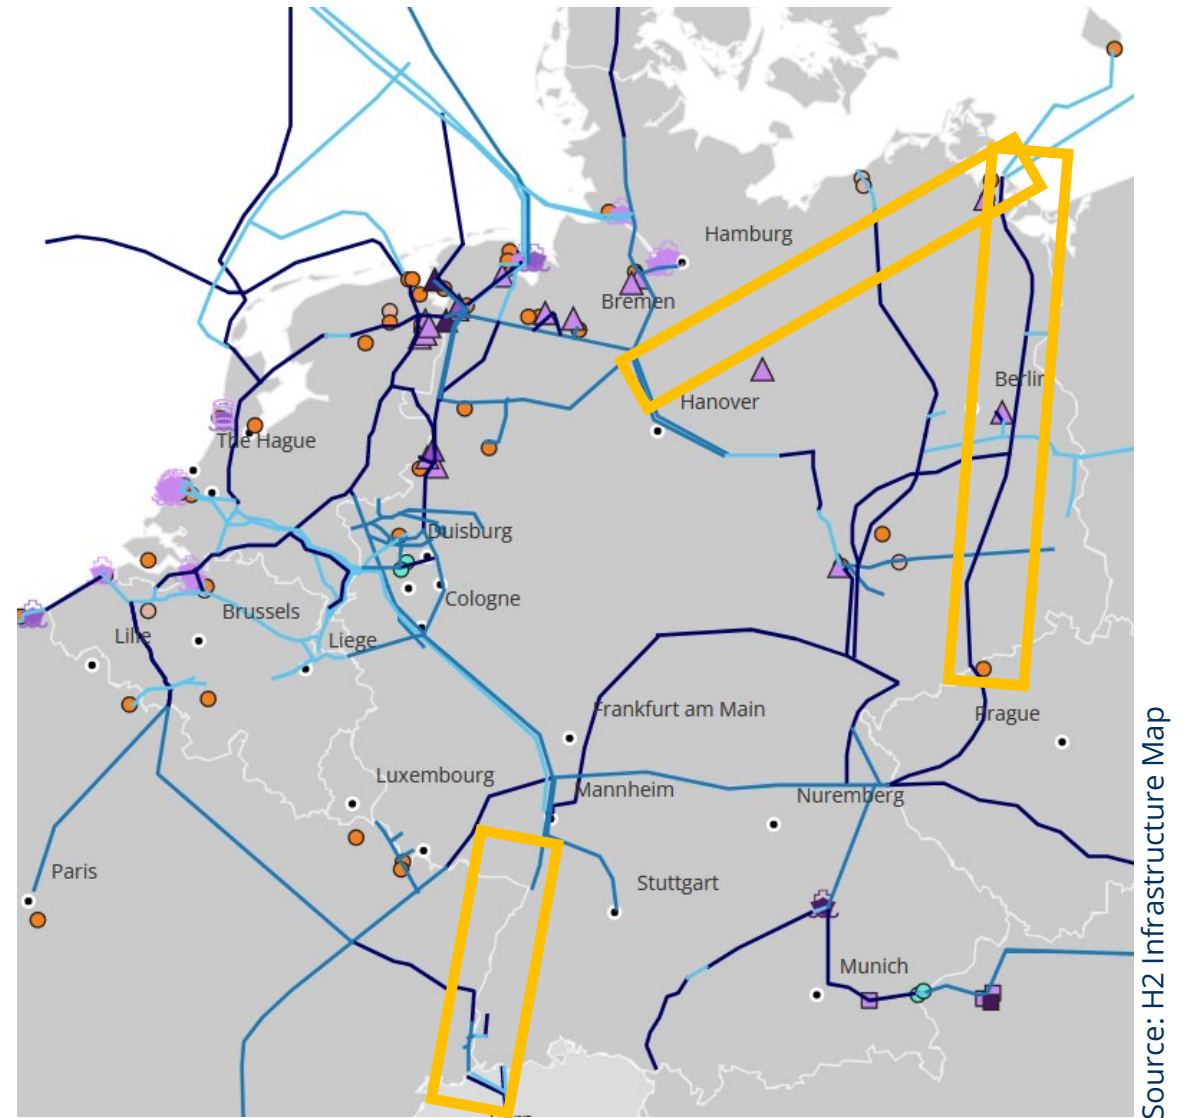 Hamburg
Bremen
Berlin
Hanover
The Hague
Duisburg
Cologne
Brussels
Lille
Liege
Frankfurt am Main
Prague
Luxembourg
Mannheim
Nuremberg
Paris
Stuttgart
Munich
Source: H2 Infrastructure Map